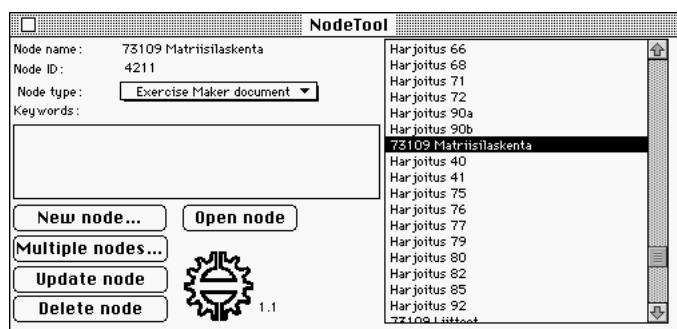 NodeTool
Node name: 73109 Matriisilaskenta
Node ID: 4211
Node type: Exercise Maker document
Keywords:
New node...
Open node
Multiple nodes...
Update node
Delete node
1.1
Harjoitus 66
Harjoitus 68
Harjoitus 71
Harjoitus 72
Harjoitus 90a
Harjoitus 90b
73109 Matriisilaskenta
Harjoitus 40
Harjoitus 41
Harjoitus 75
Harjoitus 76
Harjoitus 77
Harjoitus 79
Harjoitus 80
Harjoitus 82
Harjoitus 85
Harjoitus 92
73109 Liitteet